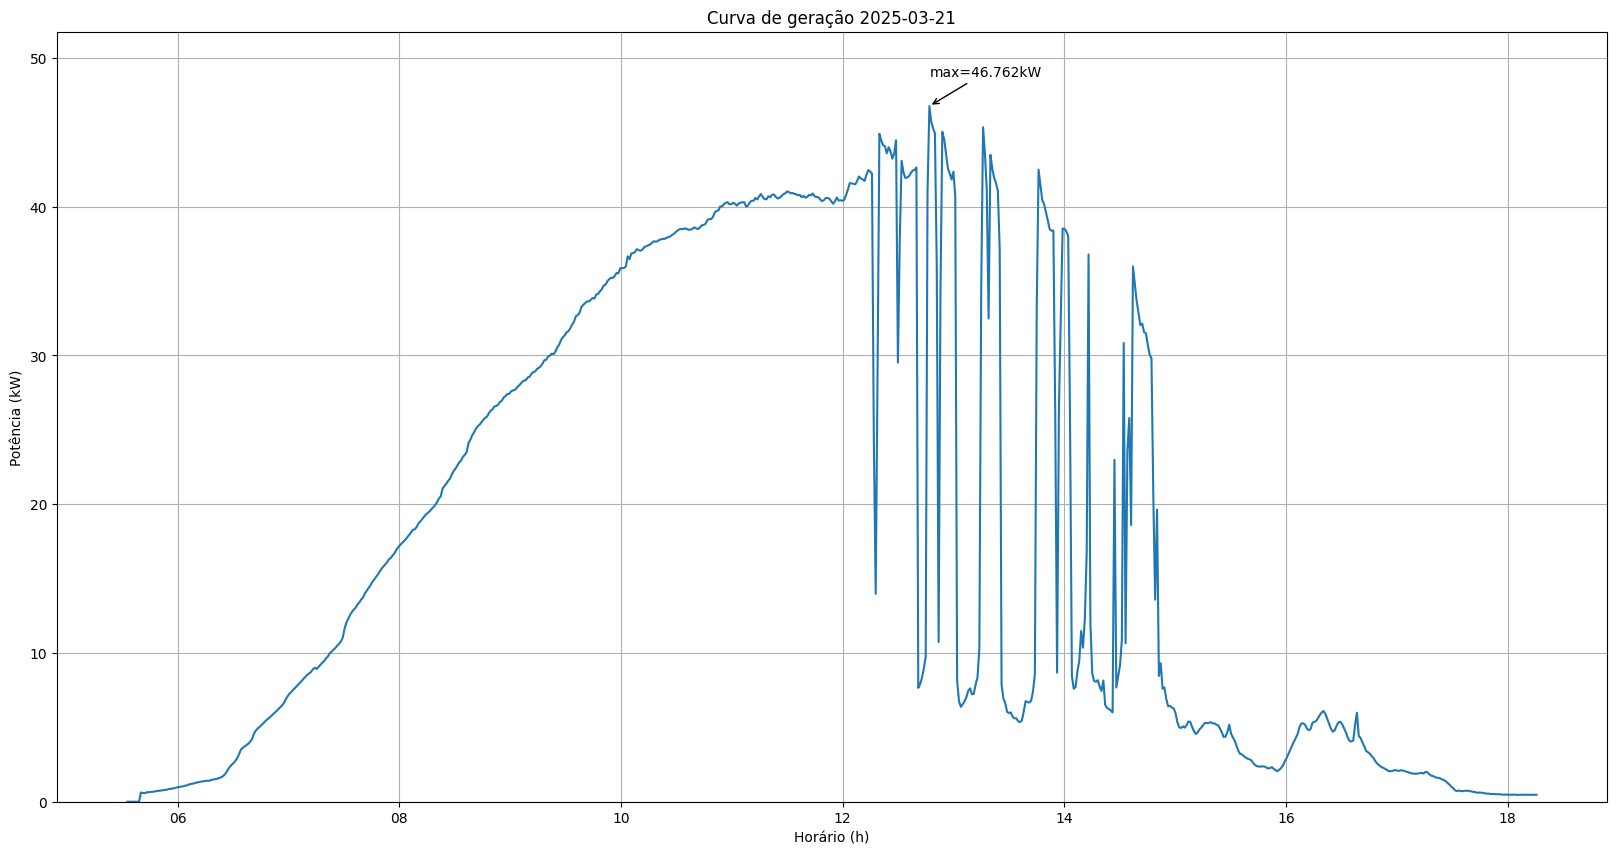 Curva de geração 2025-03-21
max=46.762kW
Potência (kW)
50
40
30
20
10
0
06 08 10 12 14 16 18
Horário (h)